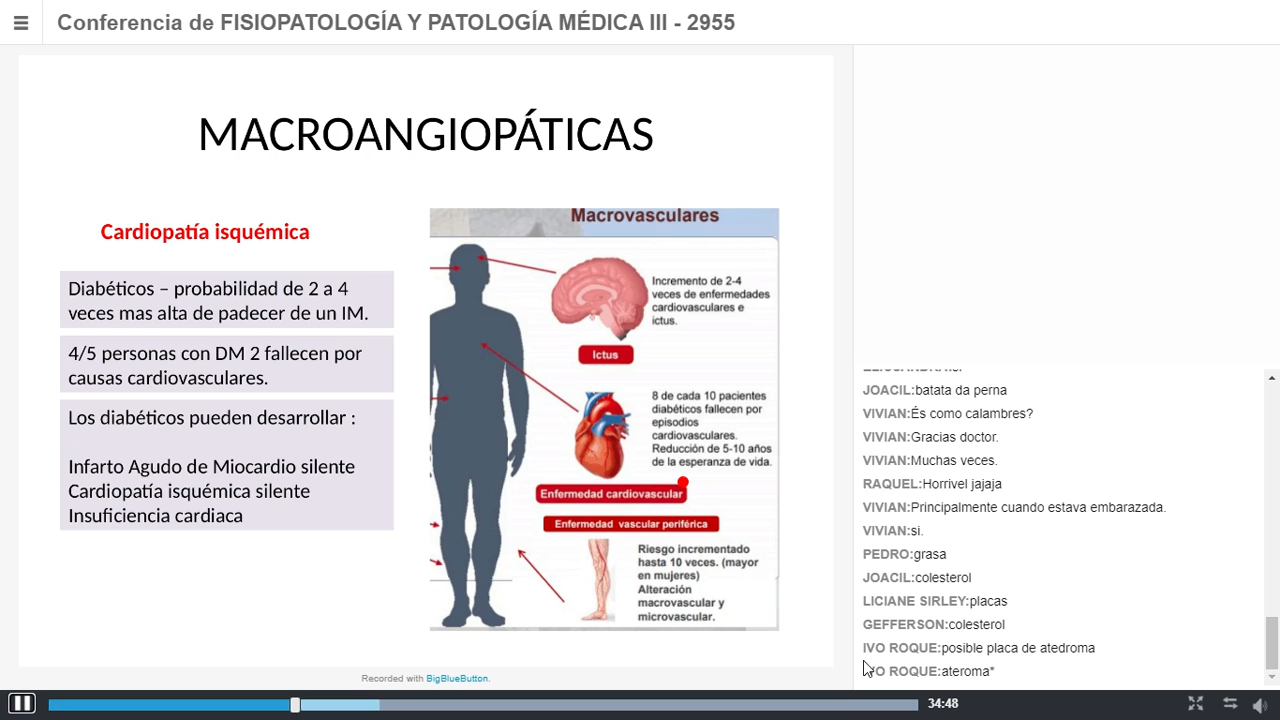 Conferencia de FISIOPATOLOGÍA Y PATOLOGÍA MÉDICA III - 2955
MACROANGIOPÁTICAS
Cardiopatía isquémica
Diabéticos – probabilidad de 2 a 4
veces mas alta de padecer de un IM.
4/5 personas con DM 2 fallecen por
causas cardiovasculares.
Los diabéticos pueden desarrollar :
Infarto Agudo de Miocardio silente
Cardiopatía isquémica silente
Insuficiencia cardiaca
Macrovasculares
Incremento de 2-4
veces de enfermedades
cardiovasculares e
ictus.
Ictus
8 de cada 10 pacientes
diabéticos fallecen por
episodios
cardiovasculares.
Reducción de 5-10 años
de la esperanza de vida.
Enfermedad cardiovascular
Enfermedad vascular periférica
Riesgo incrementado
hasta 10 veces. (mayor
en mujeres)
Alteración
macrovascular y
microvascular.
Recorded with BigBlueButton.
JOACIL:batata da perna
VIVIAN:És como calambres?
VIVIAN:Gracias doctor.
VIVIAN:Muchas veces.
RAQUEL:Horrivel jajaja
VIVIAN:Principalmente cuando estava embarazada.
VIVIAN:si.
PEDRO:grasa
JOACIL:colesterol
LICIANE SIRLEY:placas
GEFFERSON:colesterol
IVO ROQUE:posible placa de atedroma
IVO ROQUE:ateroma*
34:48